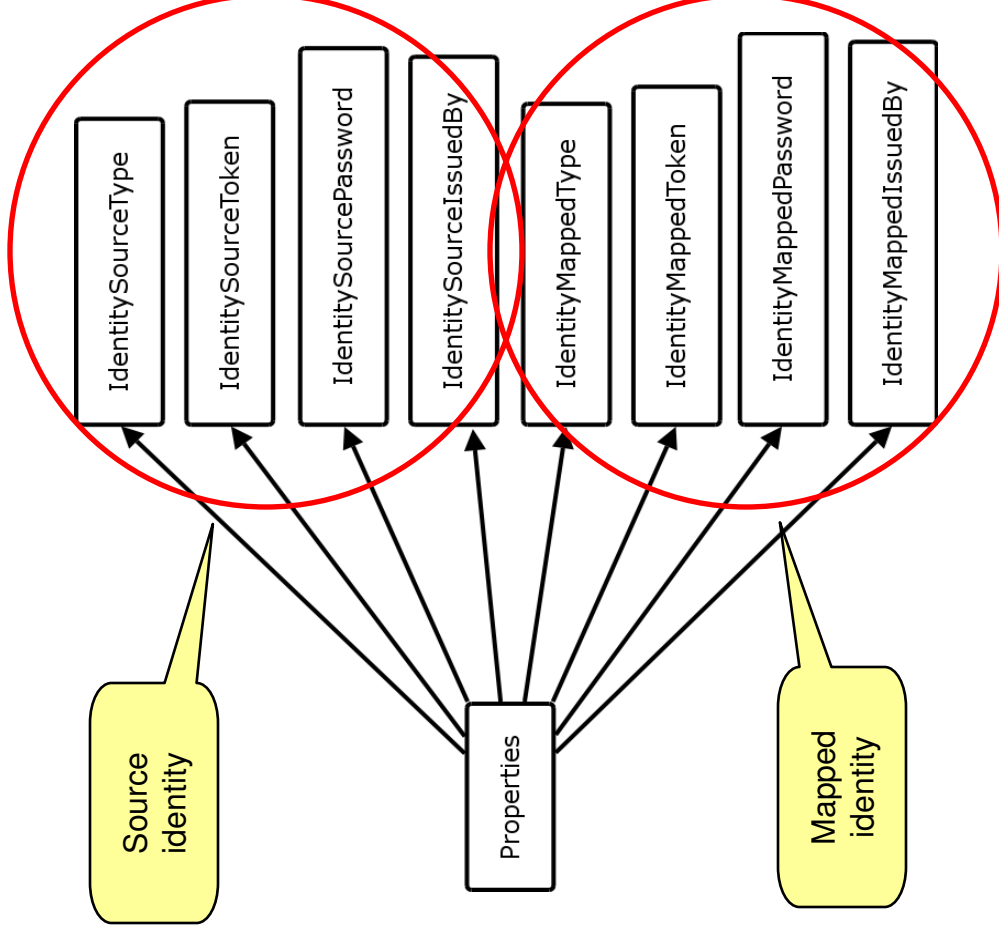 IdentitySourceType
IdentitySourceToken
IdentitySourcePassword
IdentitySourceIssuedBy
IdentityMappedType
IdentityMappedToken
IdentityMappedPassword
IdentityMappedIssuedBy
Source
identity
Properties
Mapped
identity